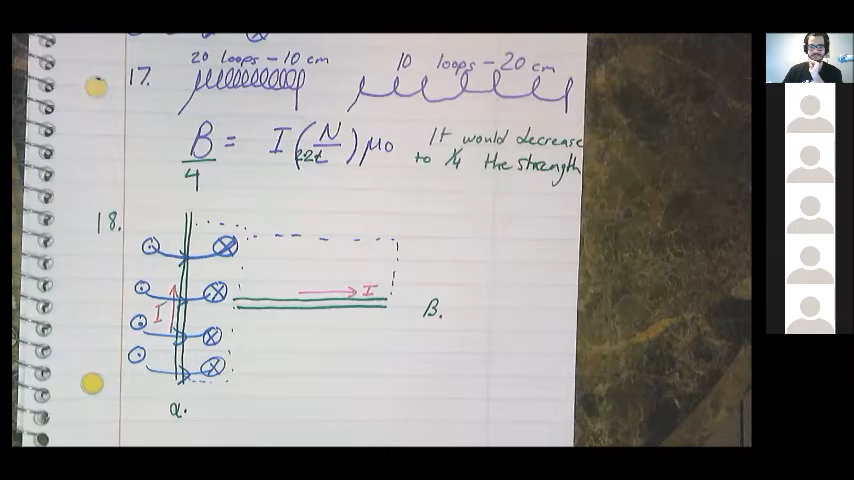 17. 20 loops - 10 cm
10 loops - 20 cm
B/4 = I (N/L) μ0
It would decrease
to 1/4 the strength
18.
I
I
B.
a.